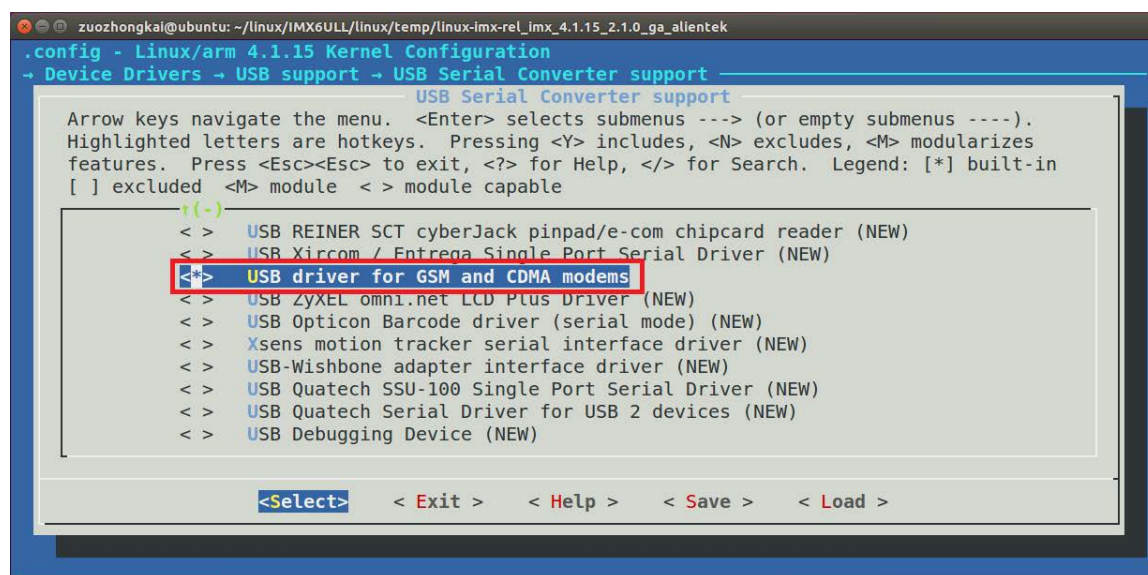 zuozhongkai@ubuntu: ~/linux/IMX6ULL/linux/temp/linux-imx-rel_imx_4.1.15_2.1.0_ga_alientek
.config - Linux/arm 4.1.15 Kernel Configuration
→ Device Drivers → USB support → USB Serial Converter support
USB Serial Converter support
Arrow keys navigate the menu.  <Enter> selects submenus ---> (or empty submenus ----).
Highlighted letters are hotkeys.  Pressing <Y> includes, <N> excludes, <M> modularizes
features.  Press <Esc><Esc> to exit, <?> for Help, </> for Search.  Legend: [*] built-in
[ ] excluded  <M> module  < > module capable
↑(-)
< >   USB REINER SCT cyberJack pinpad/e-com chipcard reader (NEW)
< >   USB Xircom / Entrega Single Port Serial Driver (NEW)
<*>   USB driver for GSM and CDMA modems
< >   USB ZyXEL omni.net LCD Plus Driver (NEW)
< >   USB Opticon Barcode driver (serial mode) (NEW)
< >   Xsens motion tracker serial interface driver (NEW)
< >   USB-Wishbone adapter interface driver (NEW)
< >   USB Quatech SSU-100 Single Port Serial Driver (NEW)
< >   USB Quatech Serial Driver for USB 2 devices (NEW)
< >   USB Debugging Device (NEW)
<Select>    < Exit >    < Help >    < Save >    < Load >